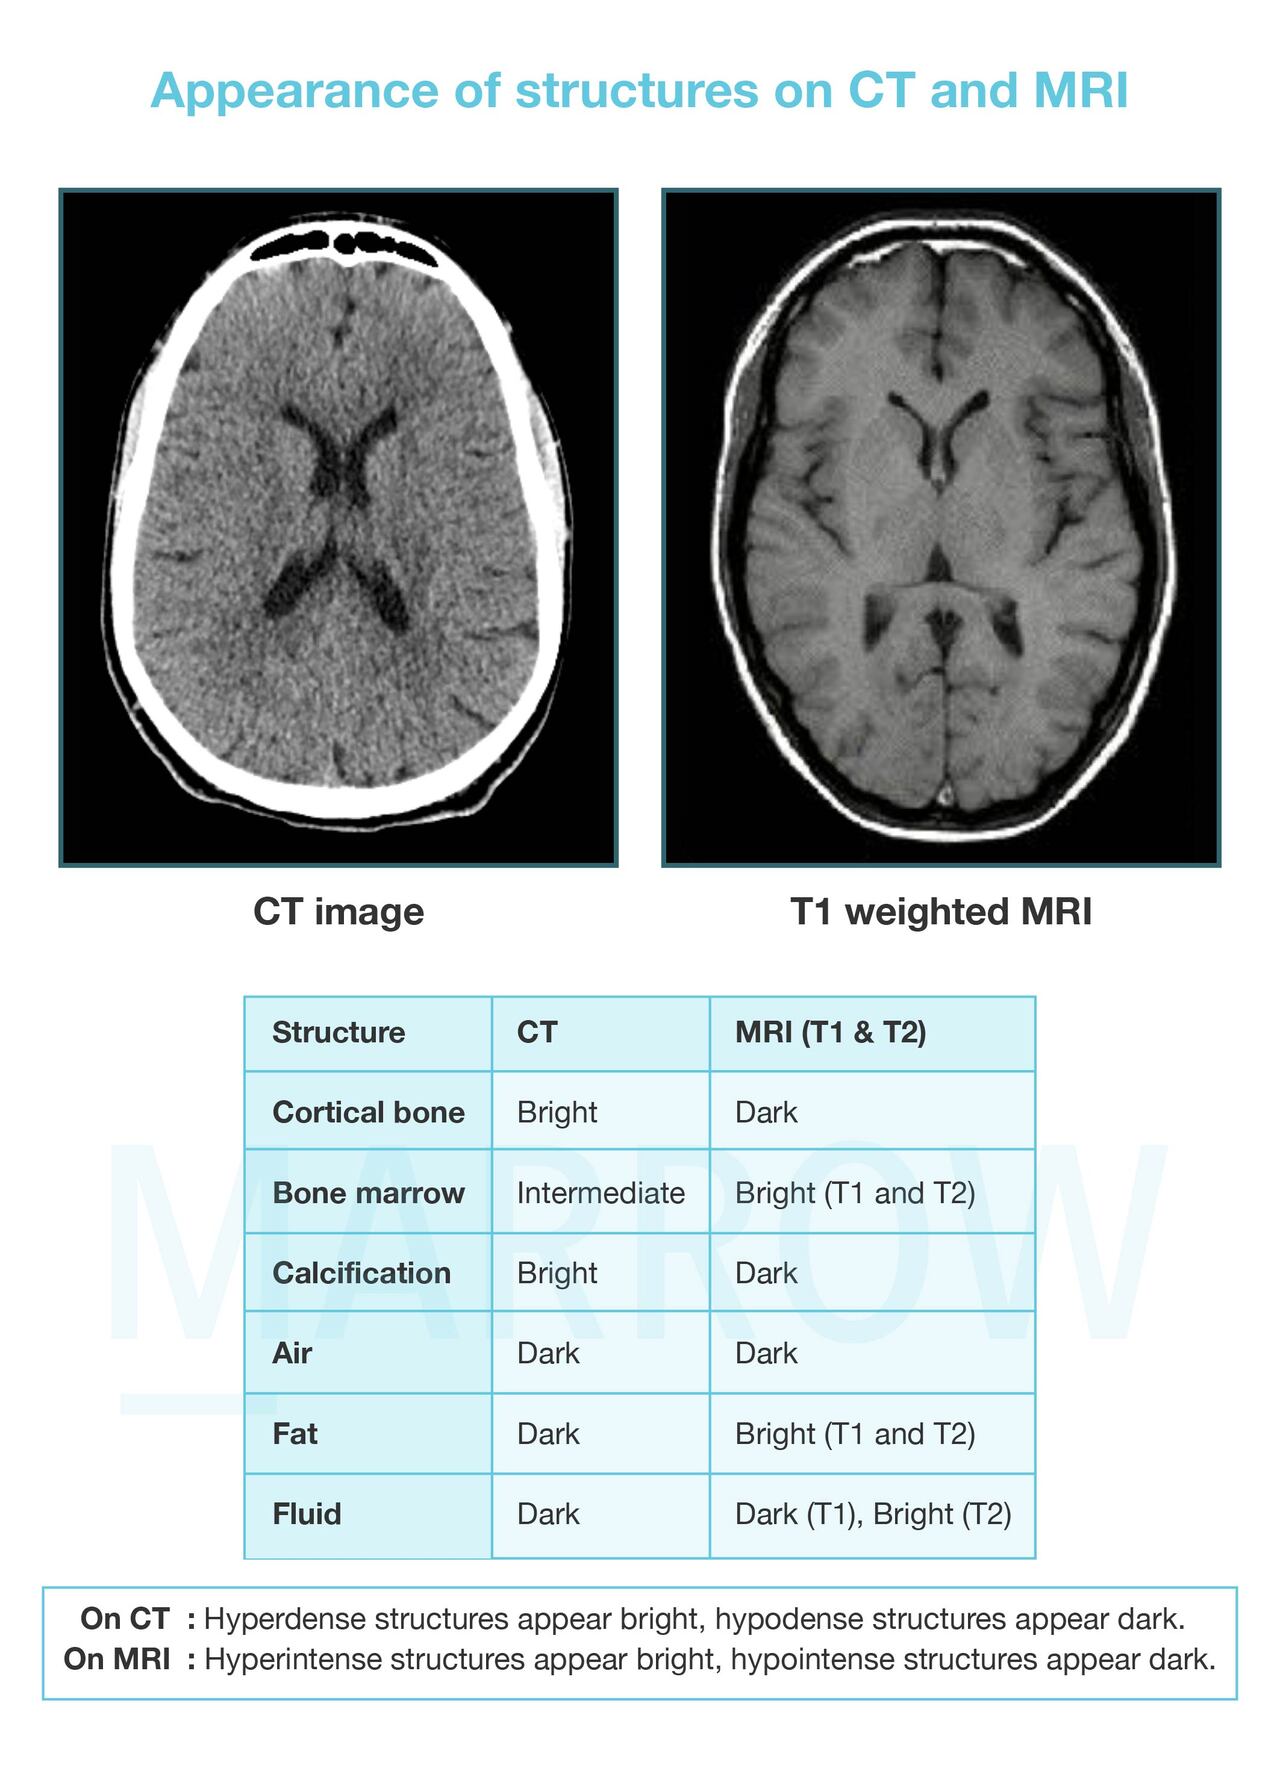 Appearance of structures on CT and MRI
CT image
T1 weighted MRI
Structure CT MRI (T1 & T2)
Cortical bone Bright Dark
Bone marrow Intermediate Bright (T1 and T2)
Calcification Bright Dark
Air Dark Dark
Fat Dark Bright (T1 and T2)
Fluid Dark Dark (T1), Bright (T2)
MARROW
On CT : Hyperdense structures appear bright, hypodense structures appear dark.
On MRI : Hyperintense structures appear bright, hypointense structures appear dark.